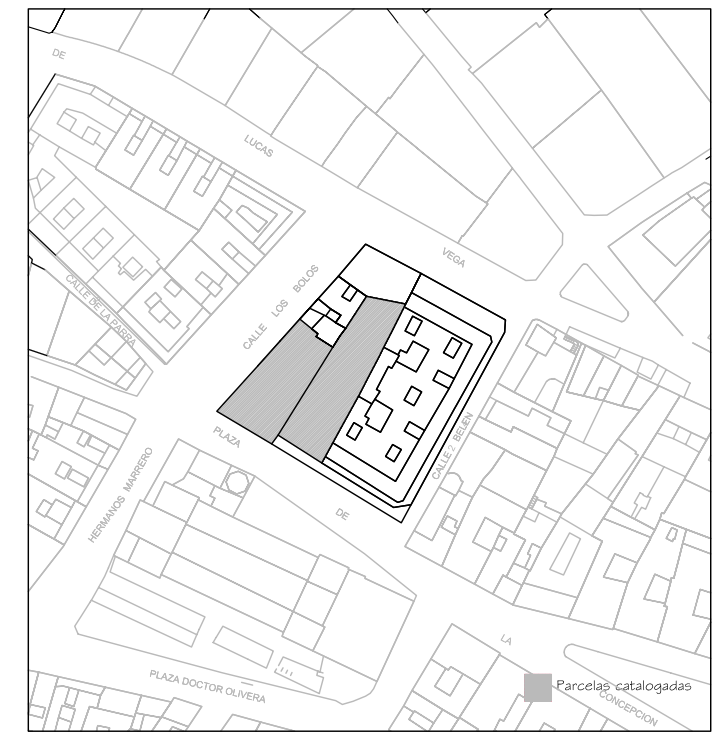 DE
LUCAS
VEGA
CALLE LOS BOLOS
CALLE DE LA PARRA
PLAZA
CALLE 2 BELEN
HERMANOS MARRERO
DE
LA
PLAZA DOCTOR OLIVERA
Parcelas catalogadas
CONCEPCION